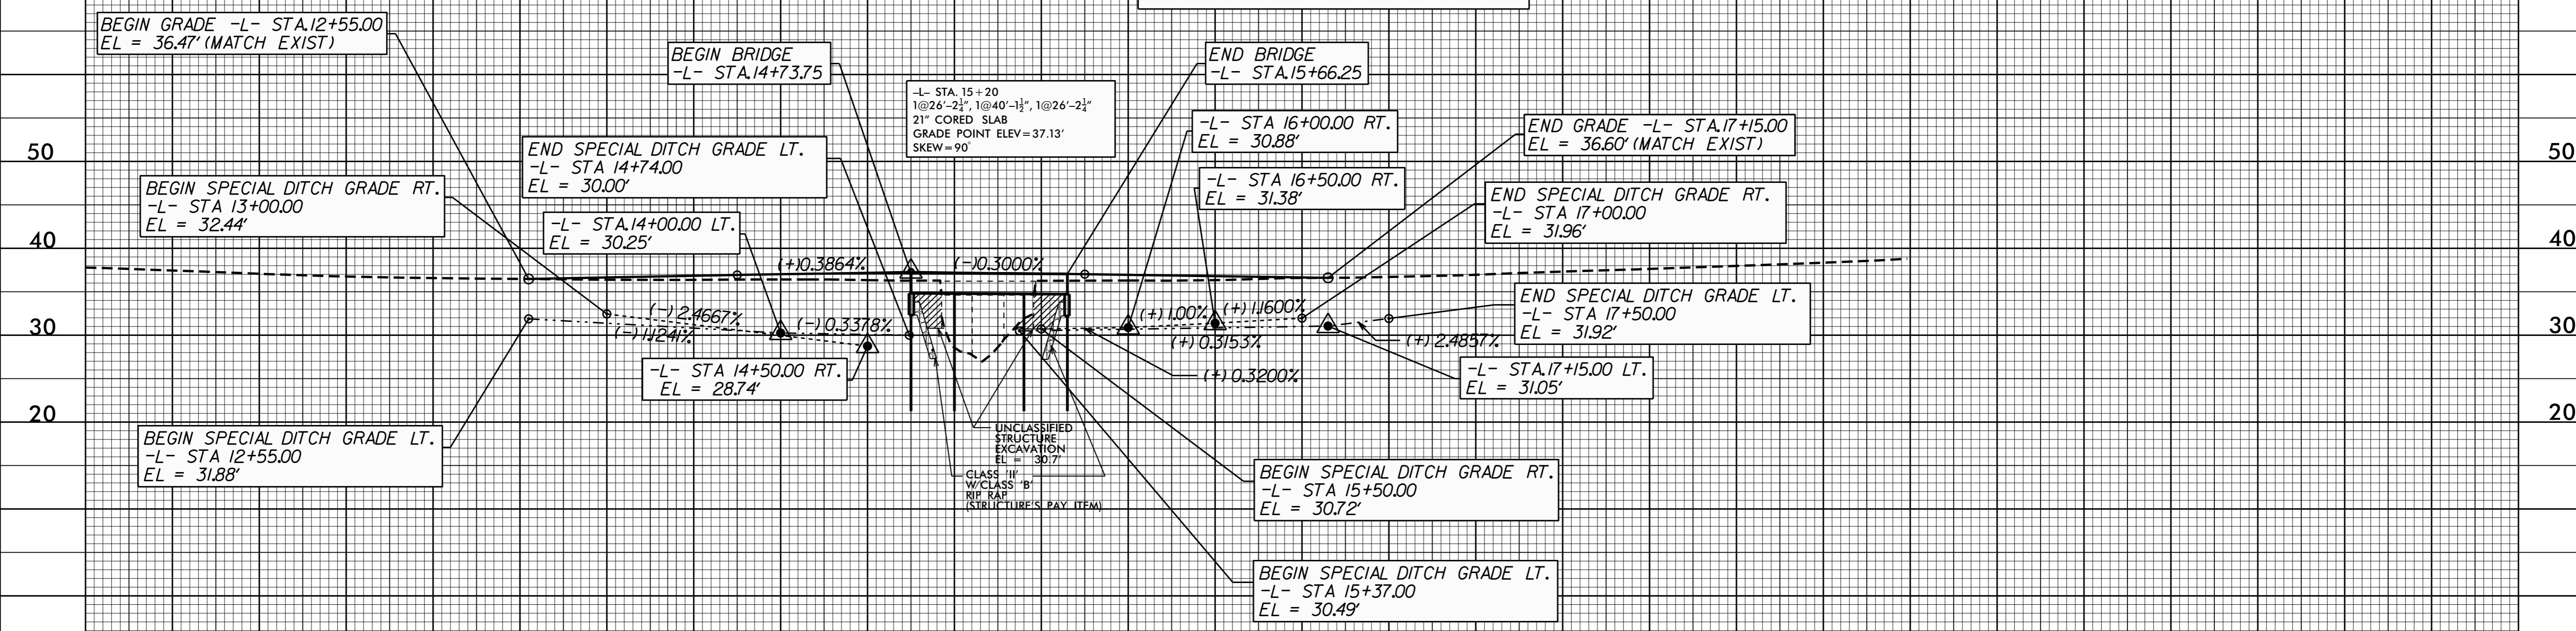 BEGIN GRADE -L- STA.12+55.00
EL = 36.47' (MATCH EXIST)
BEGIN BRIDGE
-L- STA.14+73.75
END BRIDGE
-L- STA.15+66.25
-L- STA. 15+20
1@26'-2¼", 1@40'-1½", 1@26'-2¼"
21" CORED SLAB
GRADE POINT ELEV=37.13'
SKEW=90°
-L- STA 16+00.00 RT.
EL = 30.88'
END GRADE -L- STA.17+15.00
EL = 36.60' (MATCH EXIST)
50
END SPECIAL DITCH GRADE LT.
-L- STA 14+74.00
EL = 30.00'
50
-L- STA 16+50.00 RT.
EL = 31.38'
BEGIN SPECIAL DITCH GRADE RT.
-L- STA 13+00.00
EL = 32.44'
END SPECIAL DITCH GRADE RT.
-L- STA 17+00.00
EL = 31.96'
-L- STA.14+00.00 LT.
EL = 30.25'
40
40
(+)0.3864%
(-)0.3000%
END SPECIAL DITCH GRADE LT.
-L- STA 17+50.00
EL = 31.92'
(-) 2.4667%
(-) 0.3378%
(+) 1.00%
(+) 1.1600%
30
30
(-) 1.1241%
(+) 0.3153%
(+) 2.4857%
-L- STA 14+50.00 RT.
EL = 28.74'
(+) 0.3200%
-L- STA.17+15.00 LT.
EL = 31.05'
20
20
UNCLASSIFIED
STRUCTURE
EXCAVATION
EL = 30.7'
BEGIN SPECIAL DITCH GRADE LT.
-L- STA 12+55.00
EL = 31.88'
CLASS 'II'
W/CLASS 'B'
RIP RAP
(STRUCTURE'S PAY ITEM)
BEGIN SPECIAL DITCH GRADE RT.
-L- STA 15+50.00
EL = 30.72'
BEGIN SPECIAL DITCH GRADE LT.
-L- STA 15+37.00
EL = 30.49'